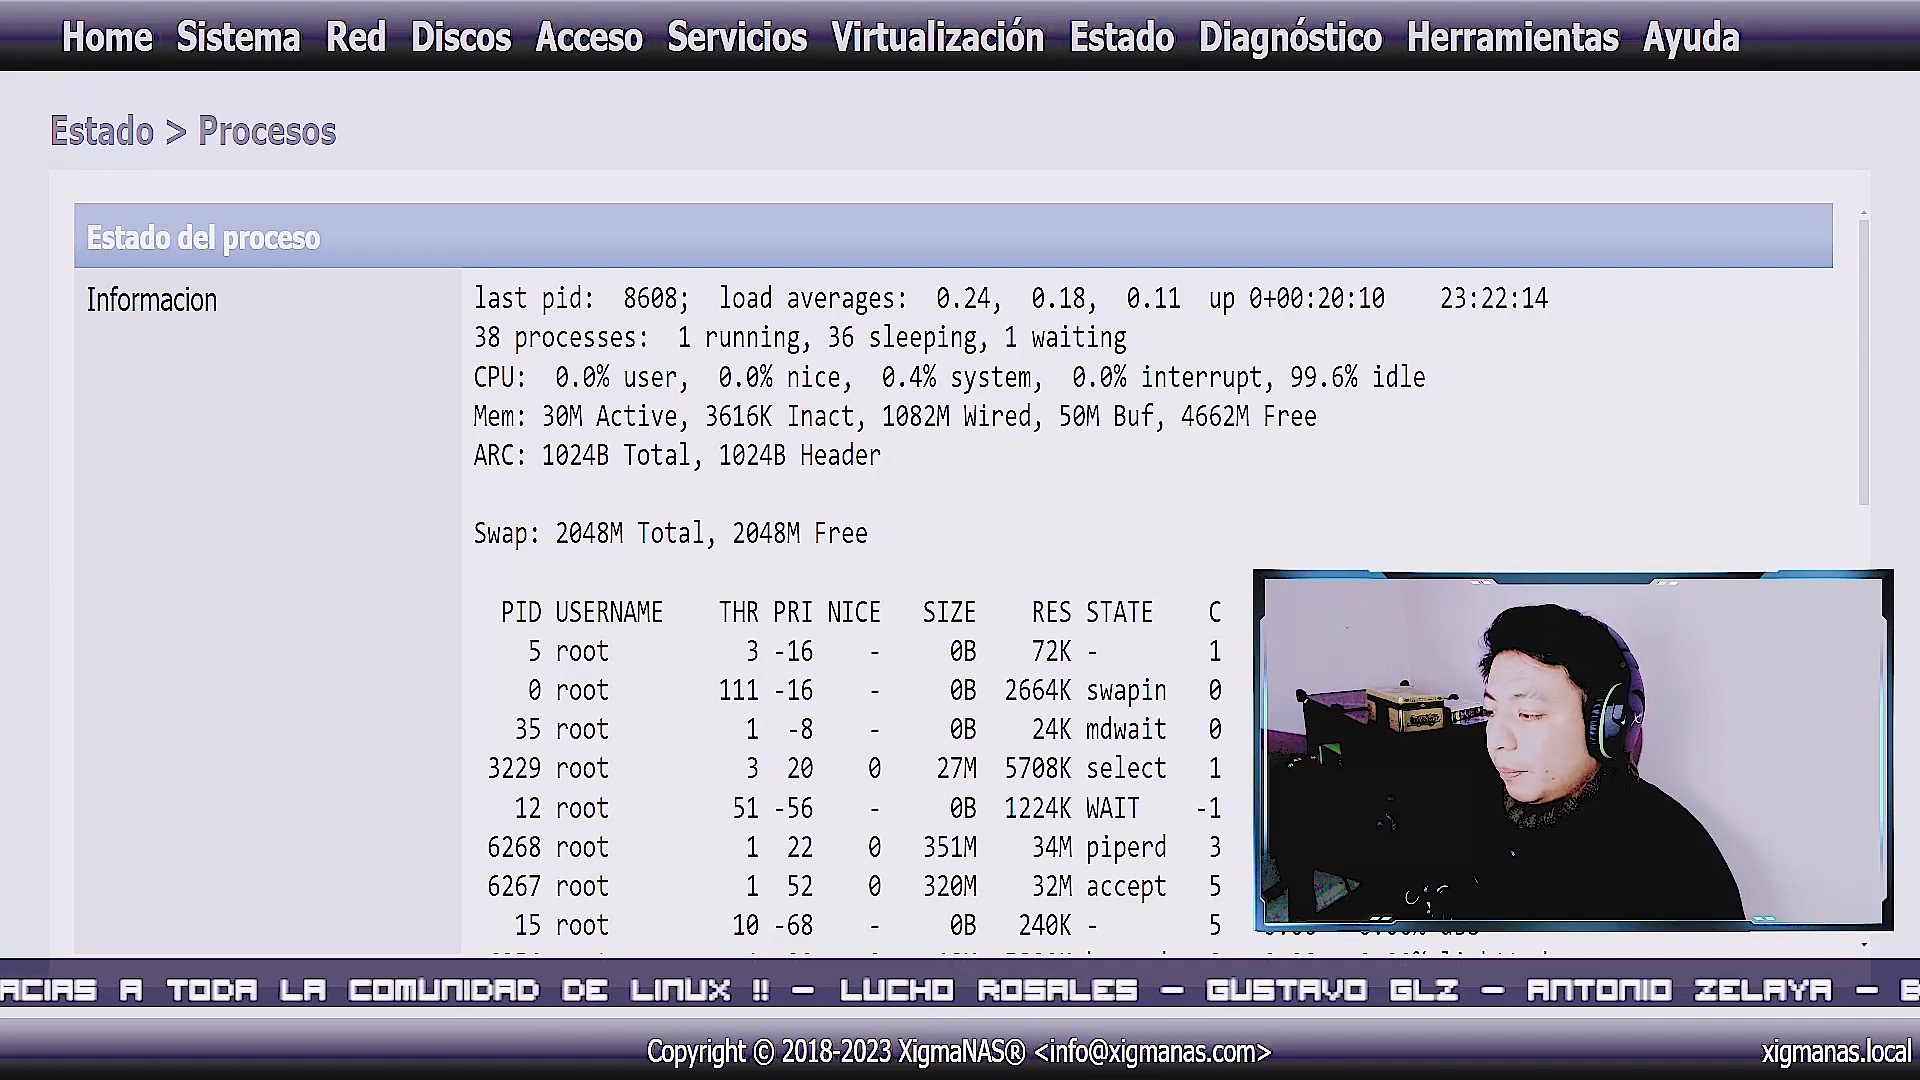 Home Sistema Red Discos Acceso Servicios Virtualización Estado Diagnóstico Herramientas Ayuda
Estado > Procesos
Estado del proceso
Informacion
last pid: 8608; load averages: 0.24, 0.18, 0.11 up 0+00:20:10 23:22:14
38 processes: 1 running, 36 sleeping, 1 waiting
CPU: 0.0% user, 0.0% nice, 0.4% system, 0.0% interrupt, 99.6% idle
Mem: 30M Active, 3616K Inact, 1082M Wired, 50M Buf, 4662M Free
ARC: 1024B Total, 1024B Header
Swap: 2048M Total, 2048M Free
PID USERNAME THR PRI NICE SIZE RES STATE C
5 root 3 -16 - 0B 72K - 1
0 root 111 -16 - 0B 2664K swapin 0
35 root 1 -8 - 0B 24K mdwait 0
3229 root 3 20 0 27M 5708K select 1
12 root 51 -56 - 0B 1224K WAIT -1
6268 root 1 22 0 351M 34M piperd 3
6267 root 1 52 0 320M 32M accept 5
15 root 10 -68 - 0B 240K - 5
ACIAS A TODA LA COMUNIDAD DE LINUX !! - LUCHO ROSALES - GUSTAVO GLZ - ANTONIO ZELAYA - B
Copyright © 2018-2023 XigmaNAS® <info@xigmanas.com>
xigmanas.local